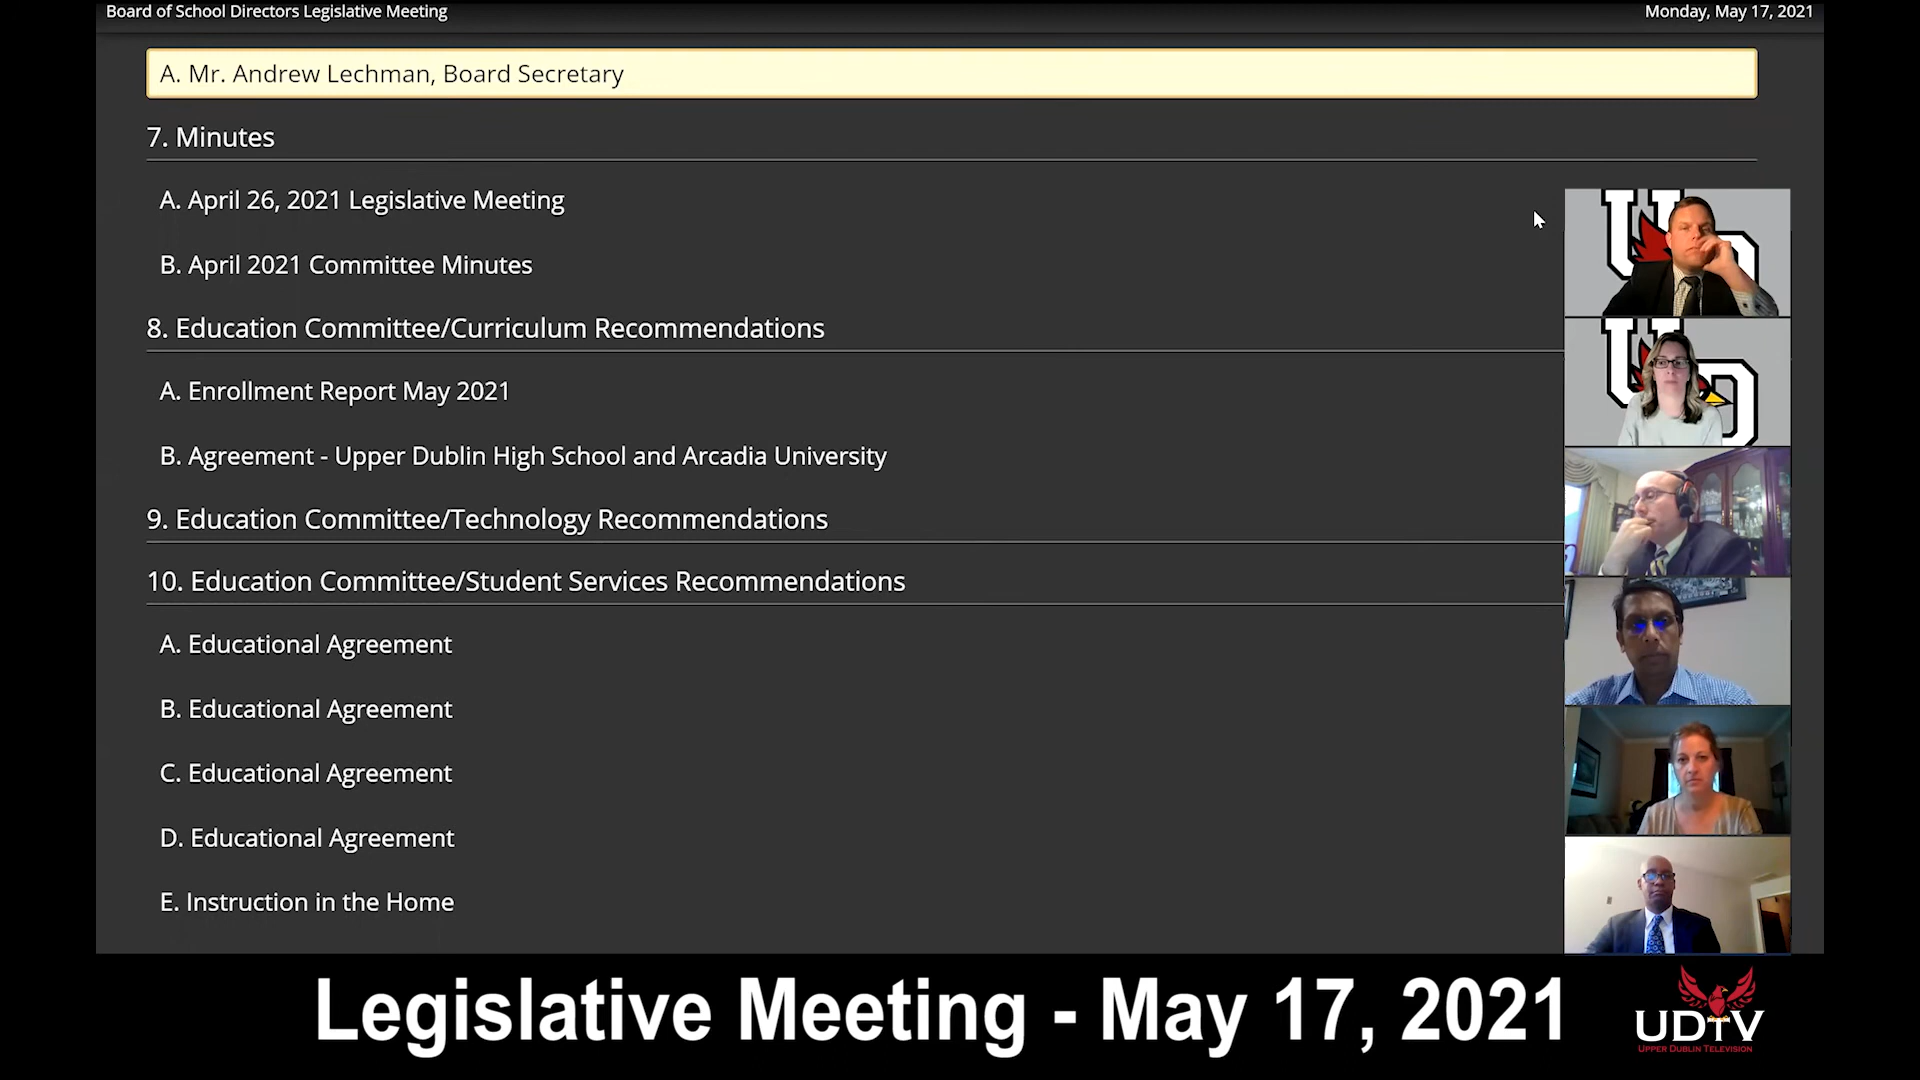 Board of School Directors Legislative Meeting
Monday, May 17, 2021
A. Mr. Andrew Lechman, Board Secretary
7. Minutes
A. April 26, 2021 Legislative Meeting
B. April 2021 Committee Minutes
8. Education Committee/Curriculum Recommendations
A. Enrollment Report May 2021
B. Agreement - Upper Dublin High School and Arcadia University
9. Education Committee/Technology Recommendations
10. Education Committee/Student Services Recommendations
A. Educational Agreement
B. Educational Agreement
C. Educational Agreement
D. Educational Agreement
E. Instruction in the Home
U D
U D
Legislative Meeting - May 17, 2021
UDTV
UPPER DUBLIN TELEVISION